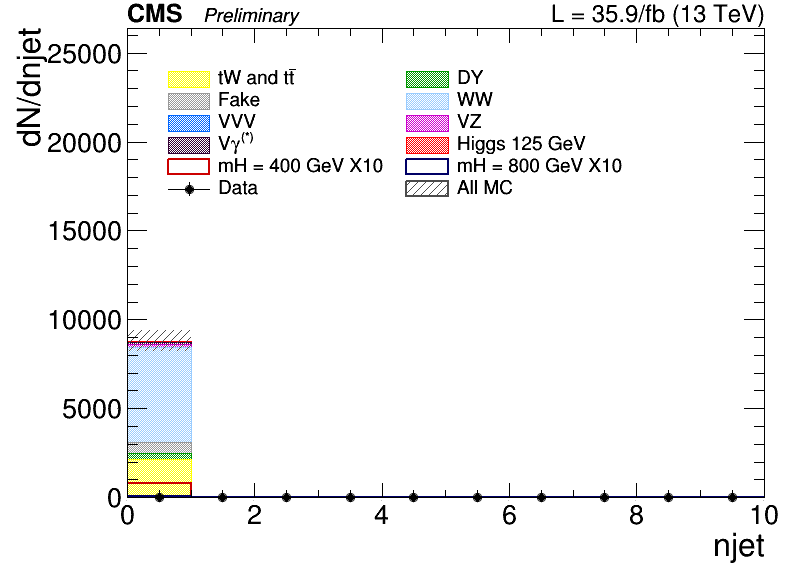 CMS Preliminary L = 35.9/fb (13 TeV)
dN/dnjet
25000
20000
15000
10000
5000
0
tW and tt̄ DY
Fake WW
VVV VZ
Vγ(*) Higgs 125 GeV
mH = 400 GeV X10 mH = 800 GeV X10
Data All MC
0 2 4 6 8 10
njet